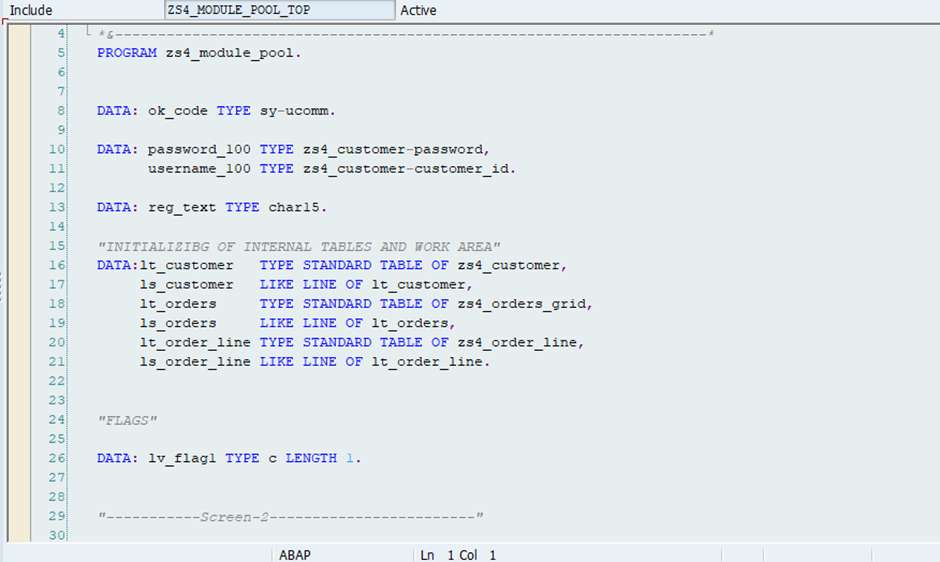 Include ZS4_MODULE_POOL_TOP Active
4 *&---------------------------------------------------------------------*
5 PROGRAM zs4_module_pool.
6
7
8 DATA: ok_code TYPE sy-ucomm.
9
10 DATA: password_100 TYPE zs4_customer-password,
11 username_100 TYPE zs4_customer-customer_id.
12
13 DATA: reg_text TYPE char15.
14
15 "INITIALIZIBG OF INTERNAL TABLES AND WORK AREA"
16 DATA:lt_customer TYPE STANDARD TABLE OF zs4_customer,
17 ls_customer LIKE LINE OF lt_customer,
18 lt_orders TYPE STANDARD TABLE OF zs4_orders_grid,
19 ls_orders LIKE LINE OF lt_orders,
20 lt_order_line TYPE STANDARD TABLE OF zs4_order_line,
21 ls_order_line LIKE LINE OF lt_order_line.
22
23
24 "FLAGS"
25
26 DATA: lv_flag1 TYPE c LENGTH 1.
27
28
29 "-----------Screen-2------------------------"
30
ABAP Ln 1 Col 1